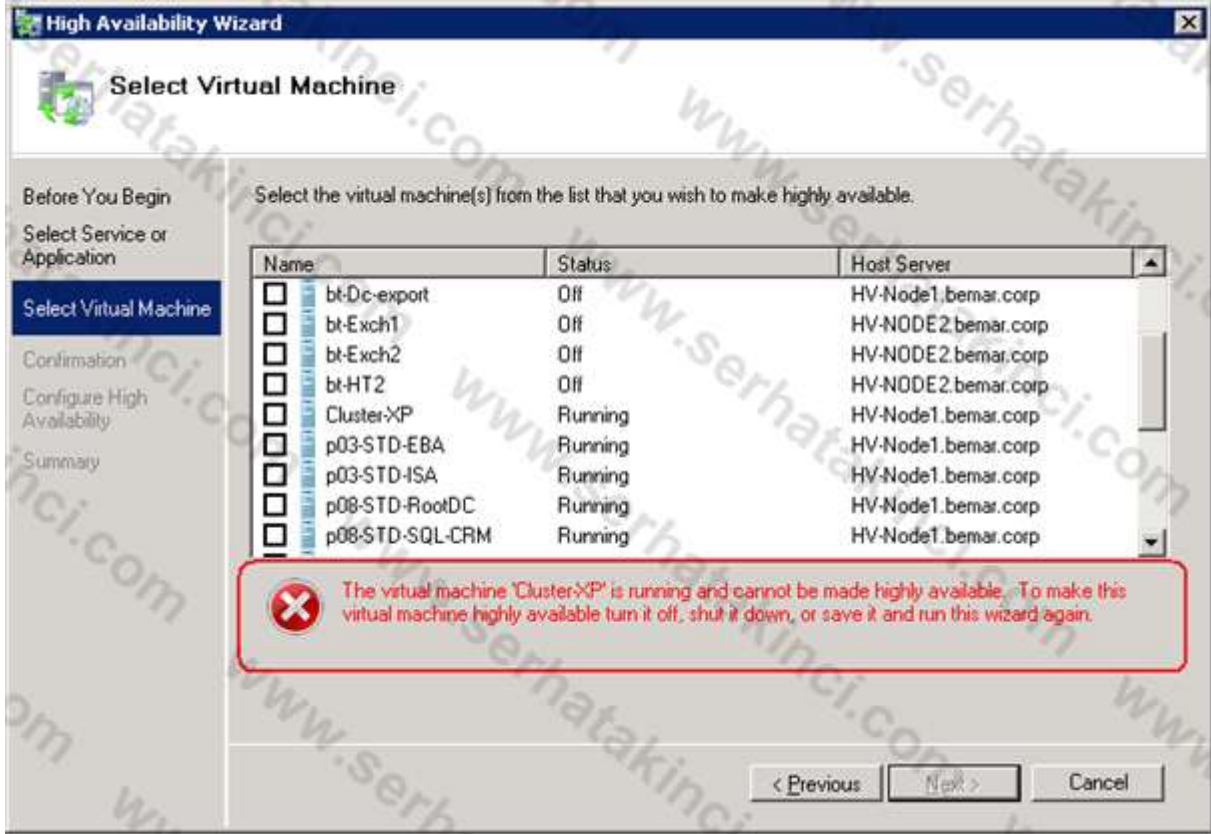 High Availability Wizard
Select Virtual Machine
Before You Begin
Select Service or
Application
Select Virtual Machine
Confirmation
Configure High
Availability
Summary
Select the virtual machine(s) from the list that you wish to make highly available.
Name Status Host Server
bt-Dc-export Off HV-Node1.bemar.corp
bt-Exch1 Off HV-NODE2.bemar.corp
bt-Exch2 Off HV-NODE2.bemar.corp
bt-HT2 Off HV-NODE2.bemar.corp
Cluster-XP Running HV-Node1.bemar.corp
p03-STD-EBA Running HV-Node1.bemar.corp
p03-STD-ISA Running HV-Node1.bemar.corp
p08-STD-RootDC Running HV-Node1.bemar.corp
p08-STD-SQL-CRM Running HV-Node1.bemar.corp
The virtual machine 'Cluster-XP' is running and cannot be made highly available. To make this
virtual machine highly available turn it off, shut it down, or save it and run this wizard again.
< Previous Next > Cancel
www.serhatakinci.com